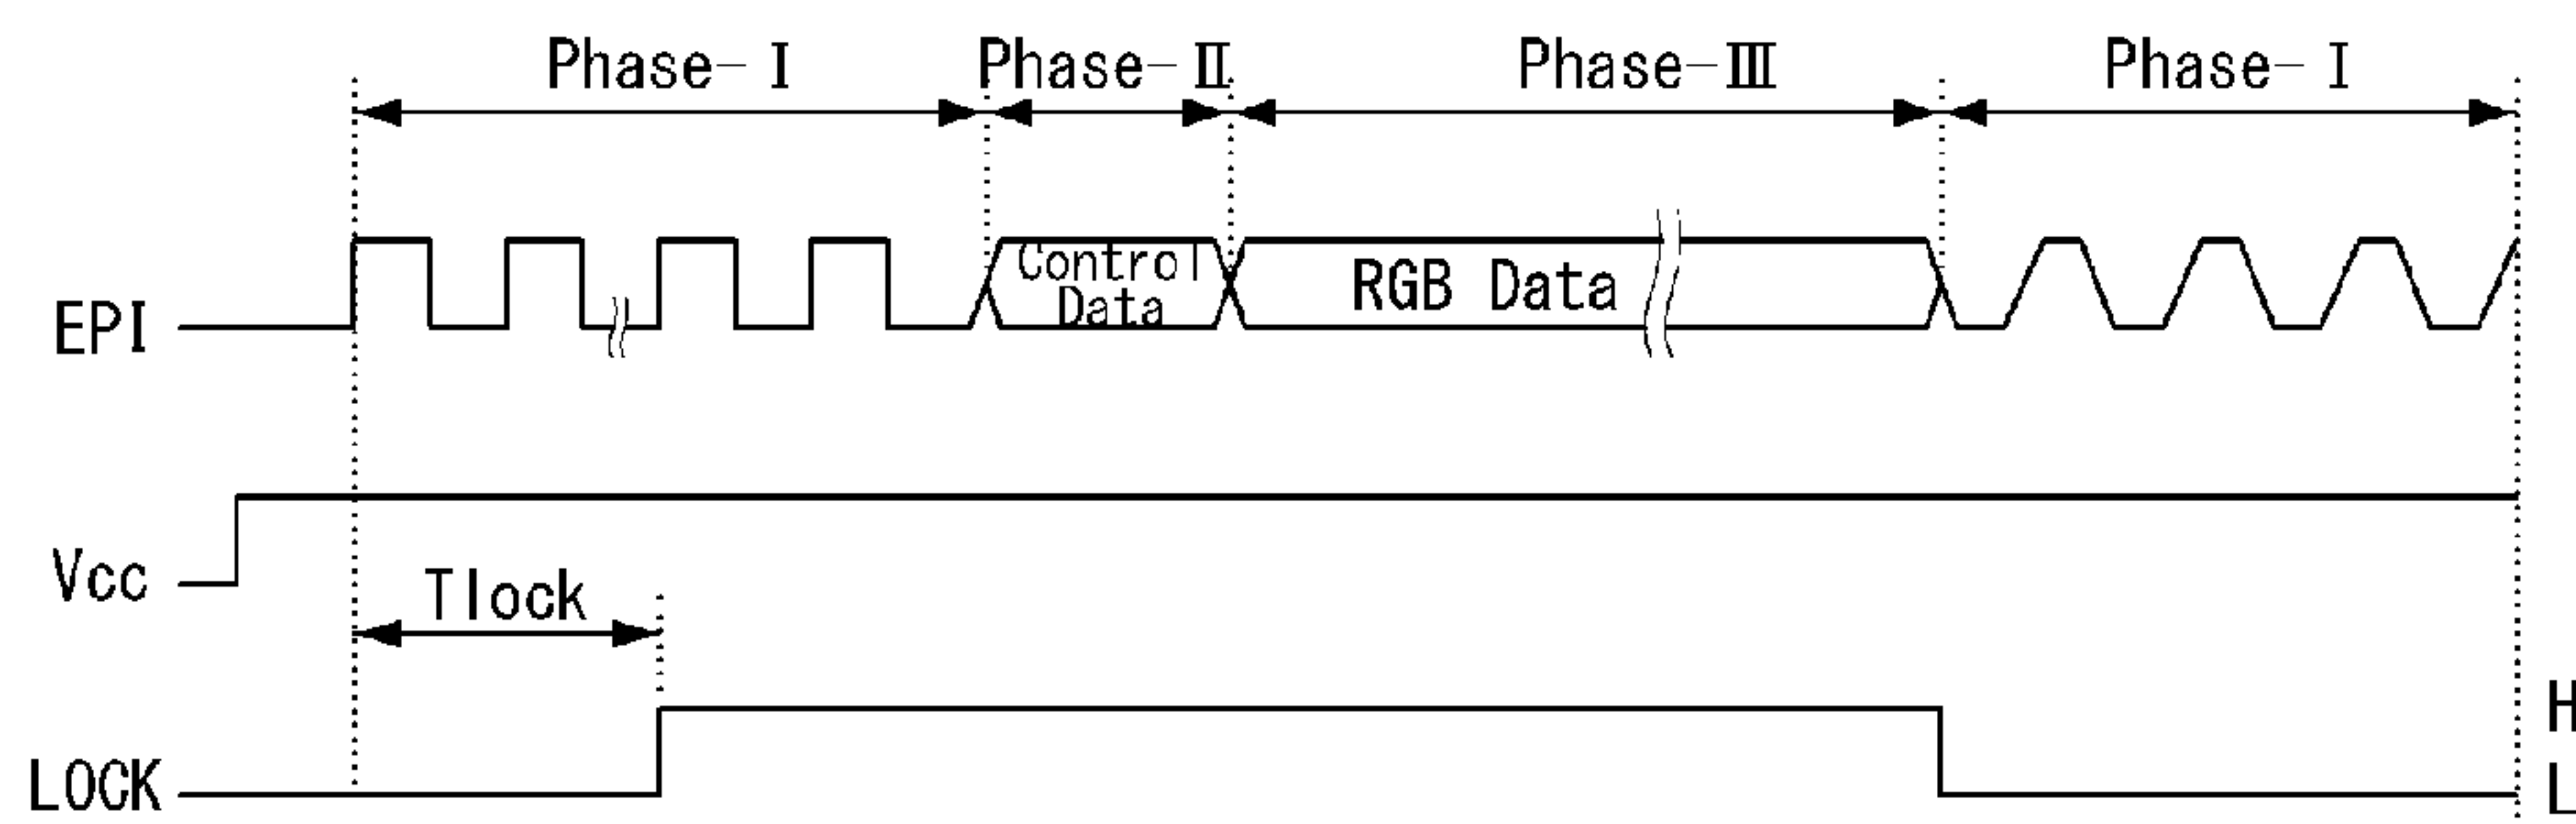 Phase-Ⅰ Phase-Ⅱ Phase-Ⅲ Phase-Ⅰ
EPI
Control
Data
RGB Data
Vcc
Tlock
LOCK
H
L